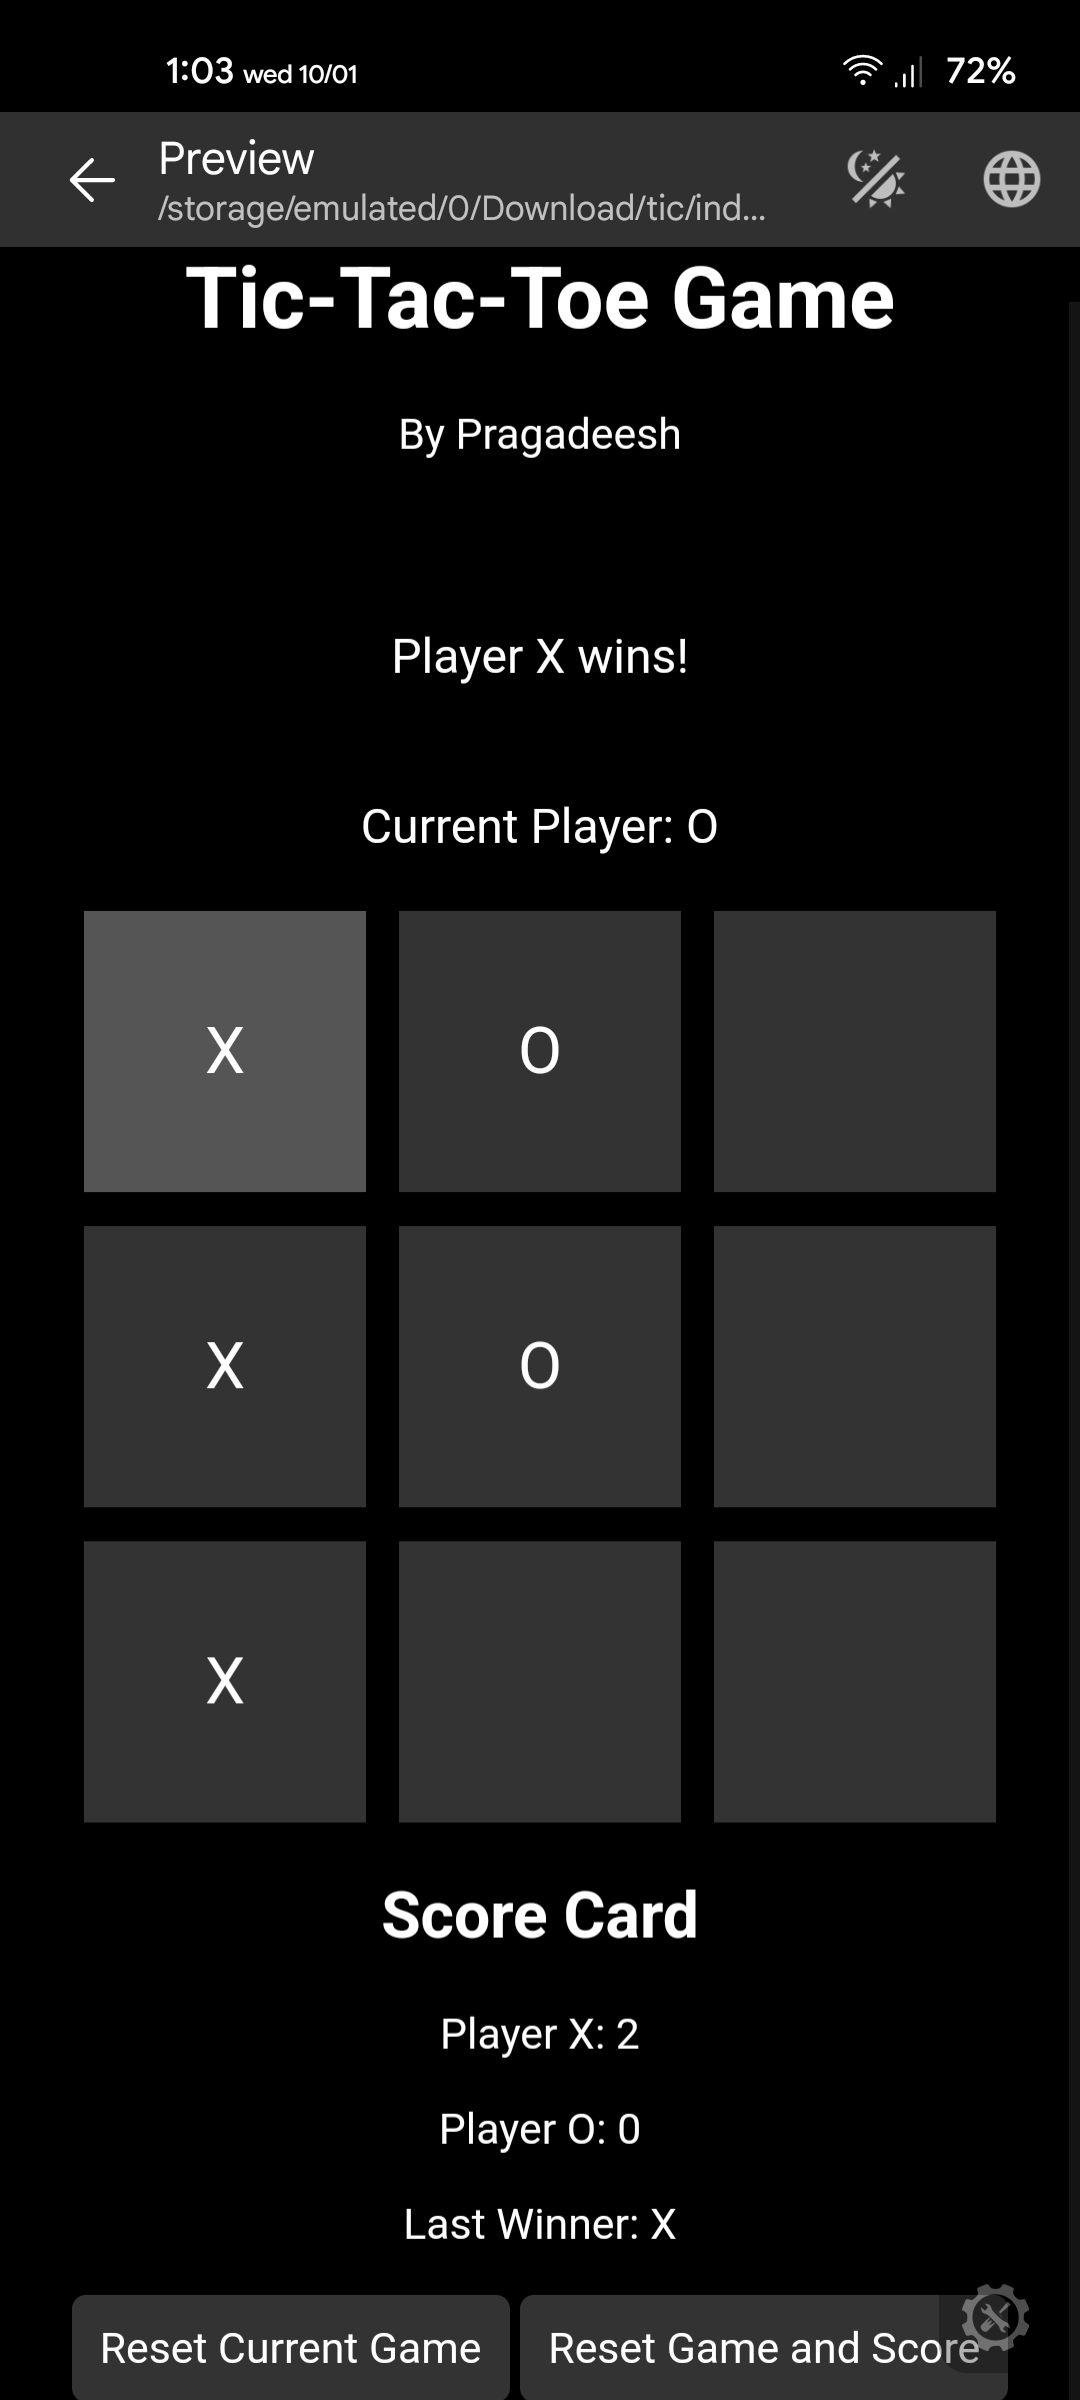 1:03 wed 10/01 72%
Preview
/storage/emulated/0/Download/tic/ind...
Tic-Tac-Toe Game
By Pragadeesh
Player X wins!
Current Player: O
X O
X O
X
Score Card
Player X: 2
Player O: 0
Last Winner: X
Reset Current Game Reset Game and Score